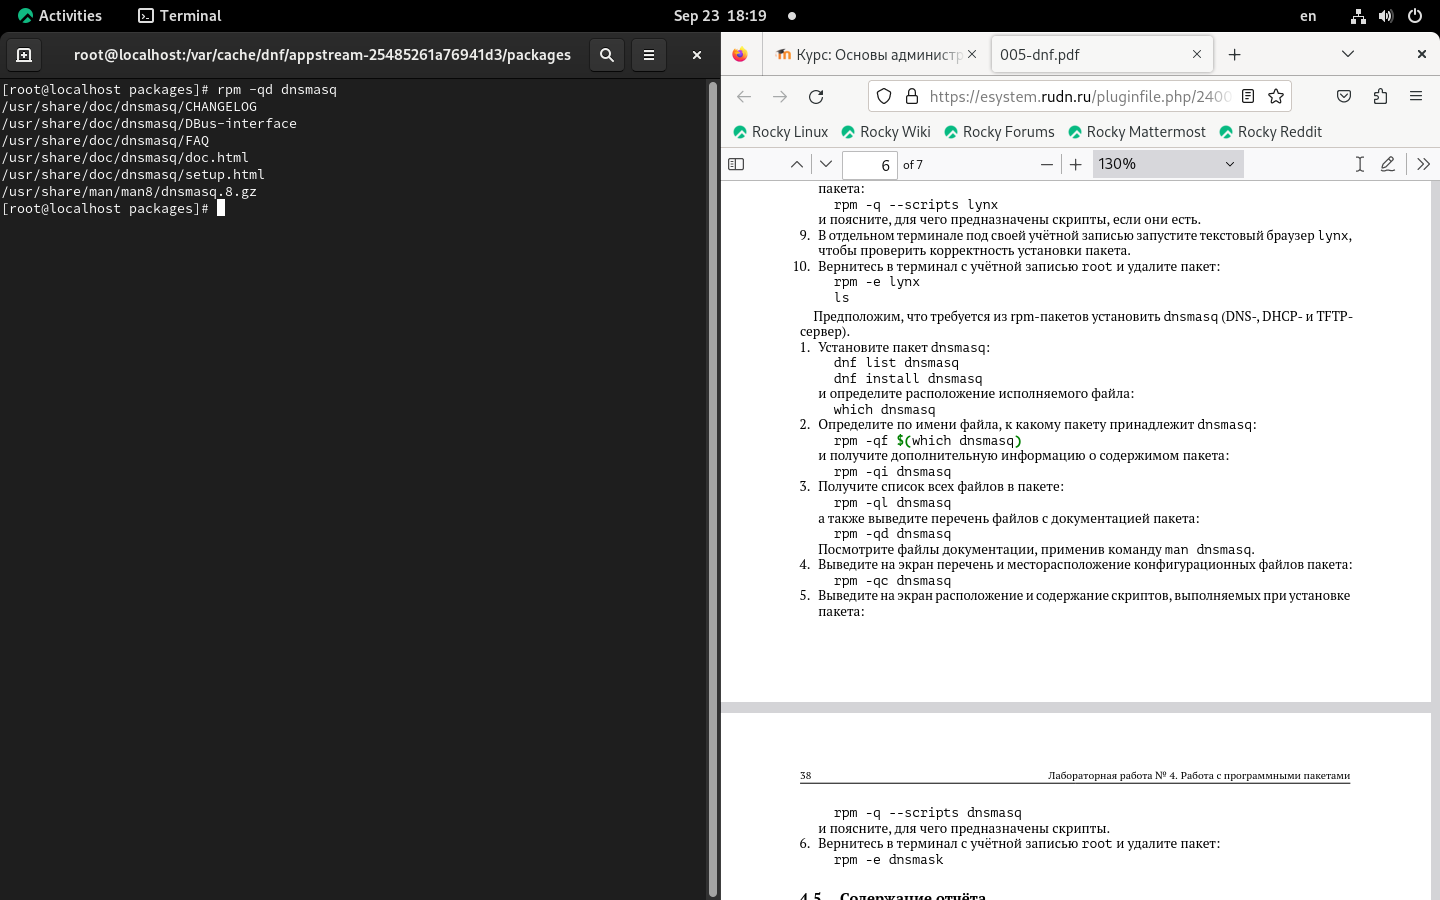 Activities
Terminal
Sep 23 18:19
en
root@localhost:/var/cache/dnf/appstream-25485261a76941d3/packages
[root@localhost packages]# rpm -qd dnsmasq
/usr/share/doc/dnsmasq/CHANGELOG
/usr/share/doc/dnsmasq/DBus-interface
/usr/share/doc/dnsmasq/FAQ
/usr/share/doc/dnsmasq/doc.html
/usr/share/doc/dnsmasq/setup.html
/usr/share/man/man8/dnsmasq.8.gz
[root@localhost packages]#
Курс: Основы администр
005-dnf.pdf
https://esystem.rudn.ru/pluginfile.php/2400
Rocky Linux
Rocky Wiki
Rocky Forums
Rocky Mattermost
Rocky Reddit
6 of 7
130%
пакета:
rpm -q --scripts lynx
и поясните, для чего предназначены скрипты, если они есть.
9. В отдельном терминале под своей учётной записью запустите текстовый браузер lynx,
чтобы проверить корректность установки пакета.
10. Вернитесь в терминал с учётной записью root и удалите пакет:
rpm -e lynx
ls
Предположим, что требуется из rpm-пакетов установить dnsmasq (DNS-, DHCP- и TFTP-
сервер).
1. Установите пакет dnsmasq:
dnf list dnsmasq
dnf install dnsmasq
и определите расположение исполняемого файла:
which dnsmasq
2. Определите по имени файла, к какому пакету принадлежит dnsmasq:
rpm -qf $(which dnsmasq)
и получите дополнительную информацию о содержимом пакета:
rpm -qi dnsmasq
3. Получите список всех файлов в пакете:
rpm -ql dnsmasq
а также выведите перечень файлов с документацией пакета:
rpm -qd dnsmasq
Посмотрите файлы документации, применив команду man dnsmasq.
4. Выведите на экран перечень и месторасположение конфигурационных файлов пакета:
rpm -qc dnsmasq
5. Выведите на экран расположение и содержание скриптов, выполняемых при установке
пакета:
38 Лабораторная работа № 4. Работа с программными пакетами
rpm -q --scripts dnsmasq
и поясните, для чего предназначены скрипты.
6. Вернитесь в терминал с учётной записью root и удалите пакет:
rpm -e dnsmask
4.5. Содержание отчёта